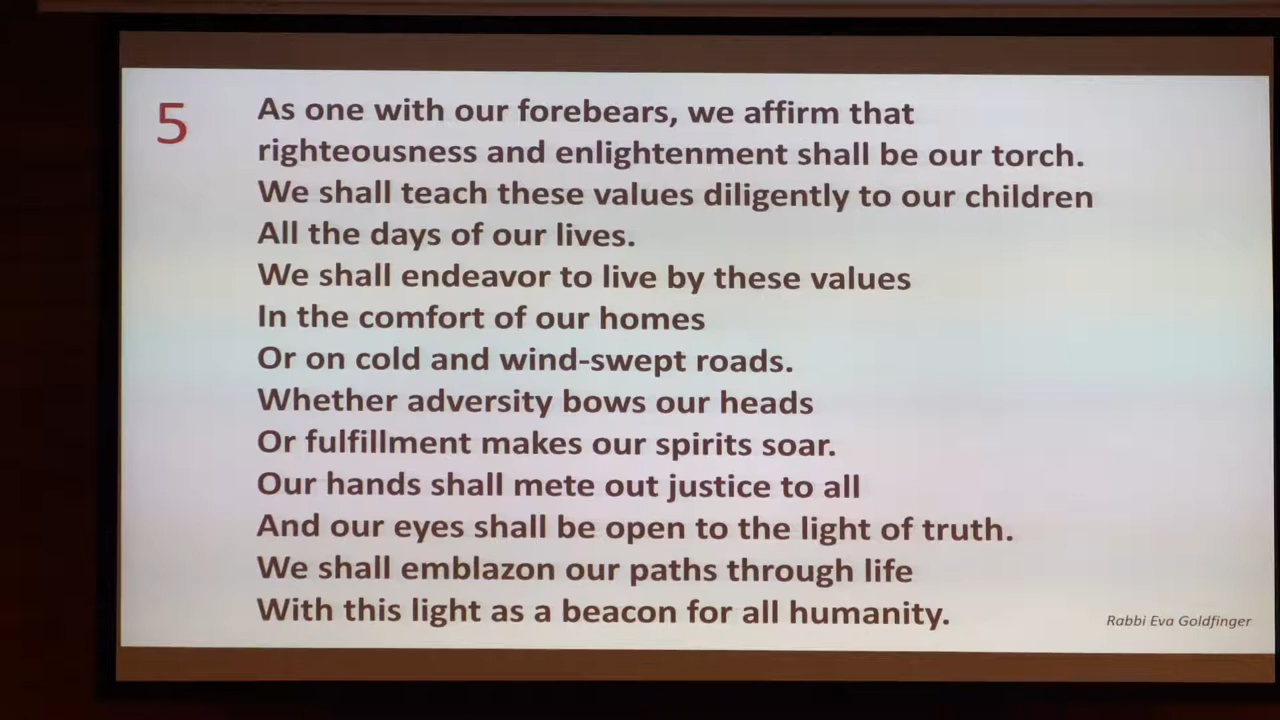 5
As one with our forebears, we affirm that
righteousness and enlightenment shall be our torch.
We shall teach these values diligently to our children
All the days of our lives.
We shall endeavor to live by these values
In the comfort of our homes
Or on cold and wind-swept roads.
Whether adversity bows our heads
Or fulfillment makes our spirits soar.
Our hands shall mete out justice to all
And our eyes shall be open to the light of truth.
We shall emblazon our paths through life
With this light as a beacon for all humanity.
Rabbi Eva Goldfinger